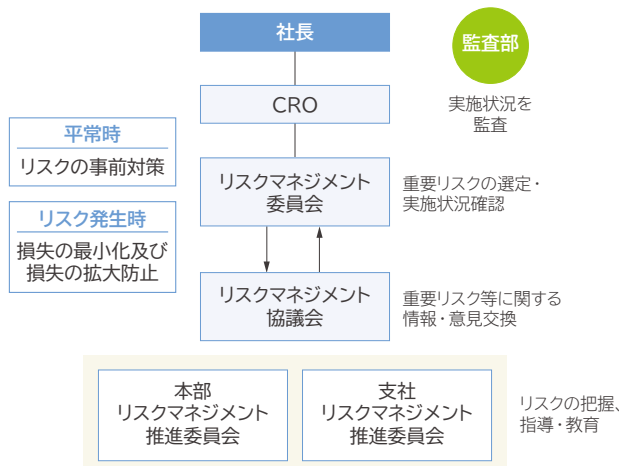 社長
監査部
実施状況を
監査
CRO
平常時
リスクの事前対策
リスクマネジメント
委員会
重要リスクの選定・
実施状況確認
リスク発生時
損失の最小化及び
損失の拡大防止
リスクマネジメント
協議会
重要リスク等に関する
情報・意見交換
本部
リスクマネジメント
推進委員会
支社
リスクマネジメント
推進委員会
リスクの把握、
指導・教育